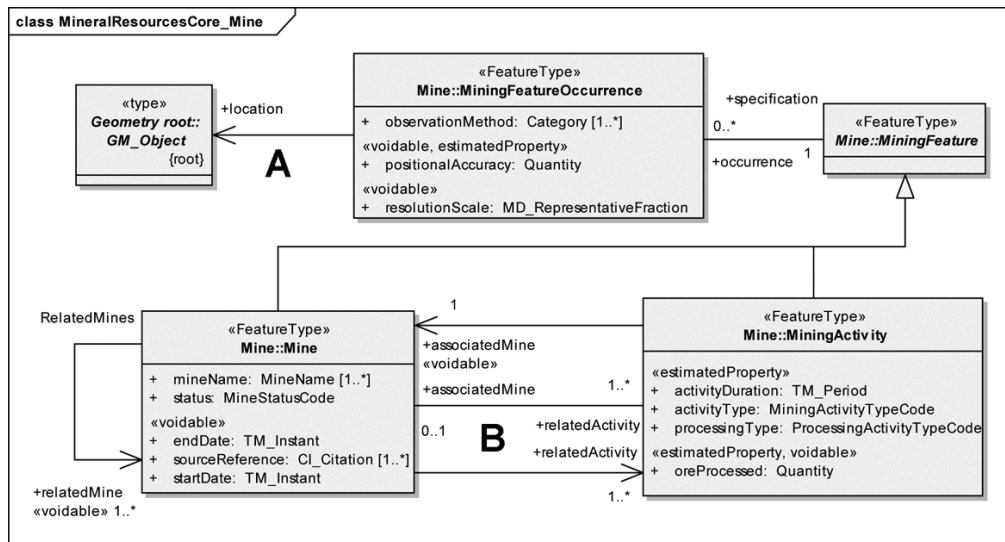 class MineralResourcesCore_Mine
«type»
Geometry root::
GM_Object
{root}
+location
A
«FeatureType»
Mine::MiningFeatureOccurrence
+ observationMethod: Category [1..*]
«voidable, estimatedProperty»
+ positionalAccuracy: Quantity
«voidable»
+ resolutionScale: MD_RepresentativeFraction
+specification
0..*
+occurrence
1
«FeatureType»
Mine::MiningFeature
RelatedMines
«FeatureType»
Mine::Mine
+ mineName: MineName [1..*]
+ status: MineStatusCode
«voidable»
+ endDate: TM_Instant
+ sourceReference: CI_Citation [1..*]
+ startDate: TM_Instant
+relatedMine
«voidable» 1..*
1
+associatedMine
«voidable»
+associatedMine
1..*
0..1
B
+relatedActivity
+relatedActivity
1..*
«FeatureType»
Mine::MiningActivity
«estimatedProperty»
+ activityDuration: TM_Period
+ activityType: MiningActivityTypeCode
+ processingType: ProcessingActivityTypeCode
«estimatedProperty, voidable»
+ oreProcessed: Quantity